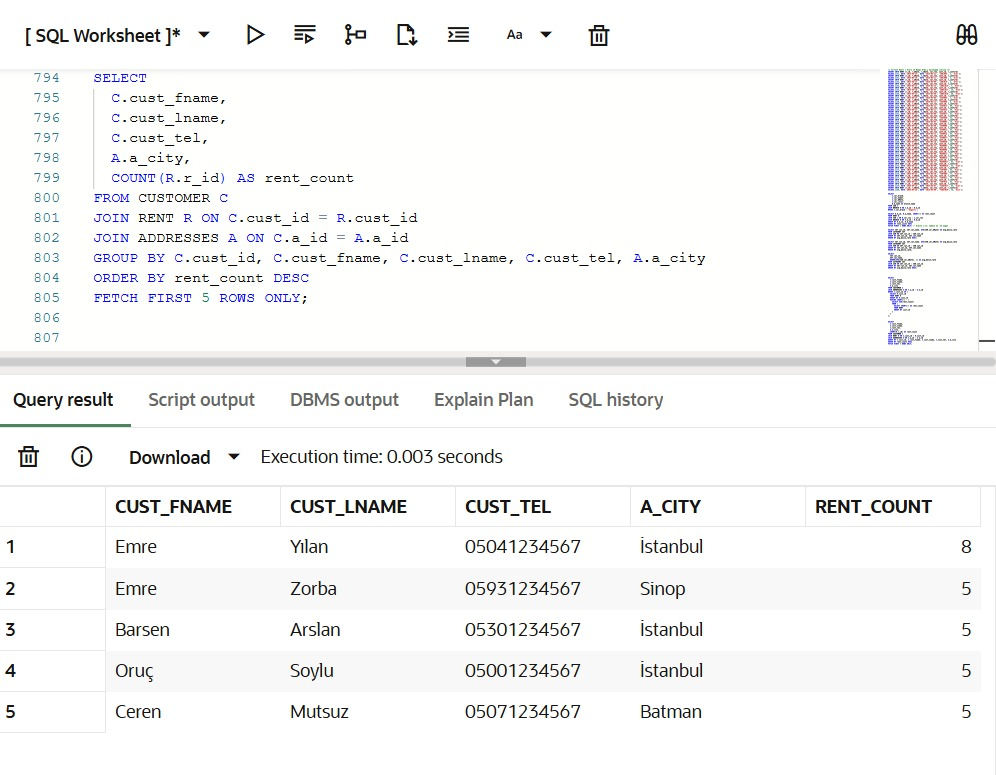 [ SQL Worksheet ]* Aa
794 SELECT
795 C.cust_fname,
796 C.cust_lname,
797 C.cust_tel,
798 A.a_city,
799 COUNT(R.r_id) AS rent_count
800 FROM CUSTOMER C
801 JOIN RENT R ON C.cust_id = R.cust_id
802 JOIN ADDRESSES A ON C.a_id = A.a_id
803 GROUP BY C.cust_id, C.cust_fname, C.cust_lname, C.cust_tel, A.a_city
804 ORDER BY rent_count DESC
805 FETCH FIRST 5 ROWS ONLY;
806
807
Query result Script output DBMS output Explain Plan SQL history
Download Execution time: 0.003 seconds
CUST_FNAME CUST_LNAME CUST_TEL A_CITY RENT_COUNT
1 Emre Yılan 05041234567 İstanbul 8
2 Emre Zorba 05931234567 Sinop 5
3 Barsen Arslan 05301234567 İstanbul 5
4 Oruç Soylu 05001234567 İstanbul 5
5 Ceren Mutsuz 05071234567 Batman 5